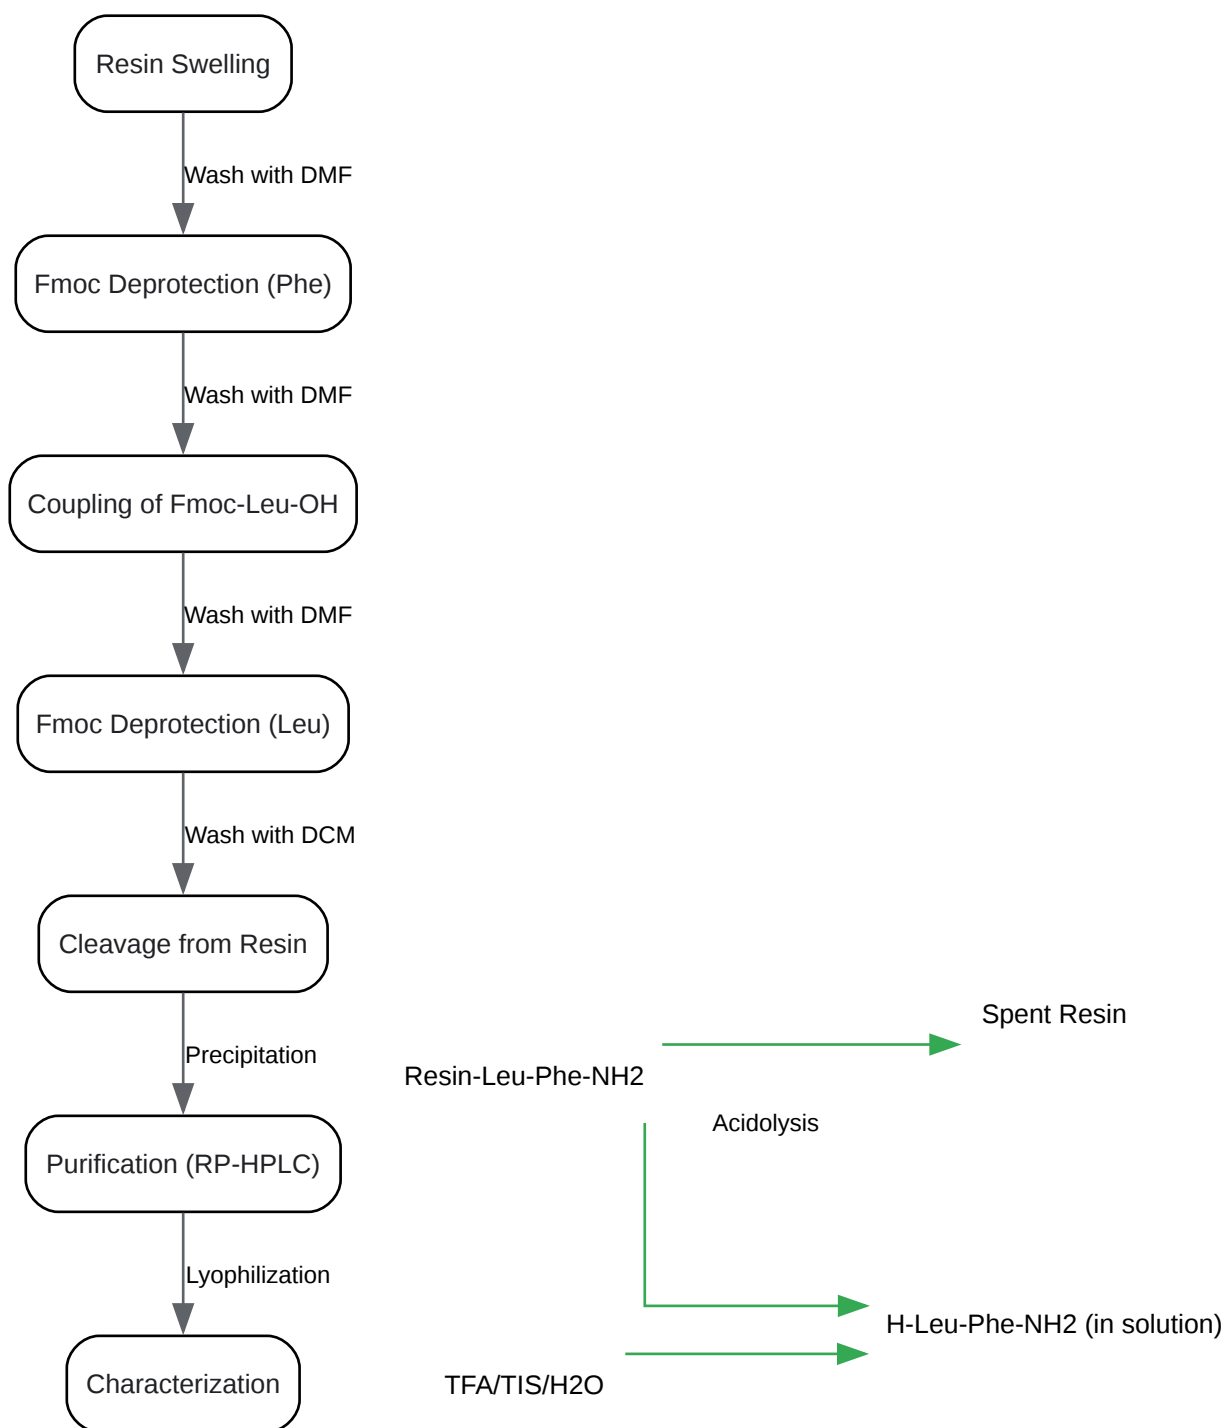 Resin Swelling
Wash with DMF
Fmoc Deprotection (Phe)
Wash with DMF
Coupling of Fmoc-Leu-OH
Wash with DMF
Fmoc Deprotection (Leu)
Wash with DCM
Cleavage from Resin
Precipitation
Purification (RP-HPLC)
Lyophilization
Characterization
Spent Resin
Resin-Leu-Phe-NH2
Acidolysis
H-Leu-Phe-NH2 (in solution)
TFA/TIS/H2O